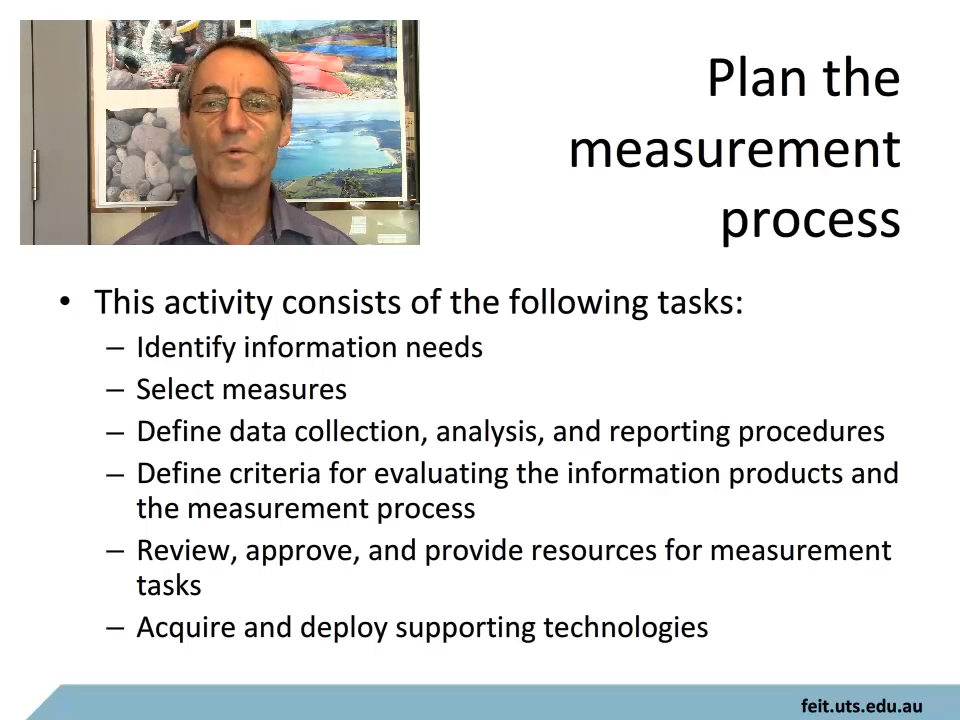 Plan the
measurement
process
• This activity consists of the following tasks:
– Identify information needs
– Select measures
– Define data collection, analysis, and reporting procedures
– Define criteria for evaluating the information products and
the measurement process
– Review, approve, and provide resources for measurement
tasks
– Acquire and deploy supporting technologies
feit.uts.edu.au